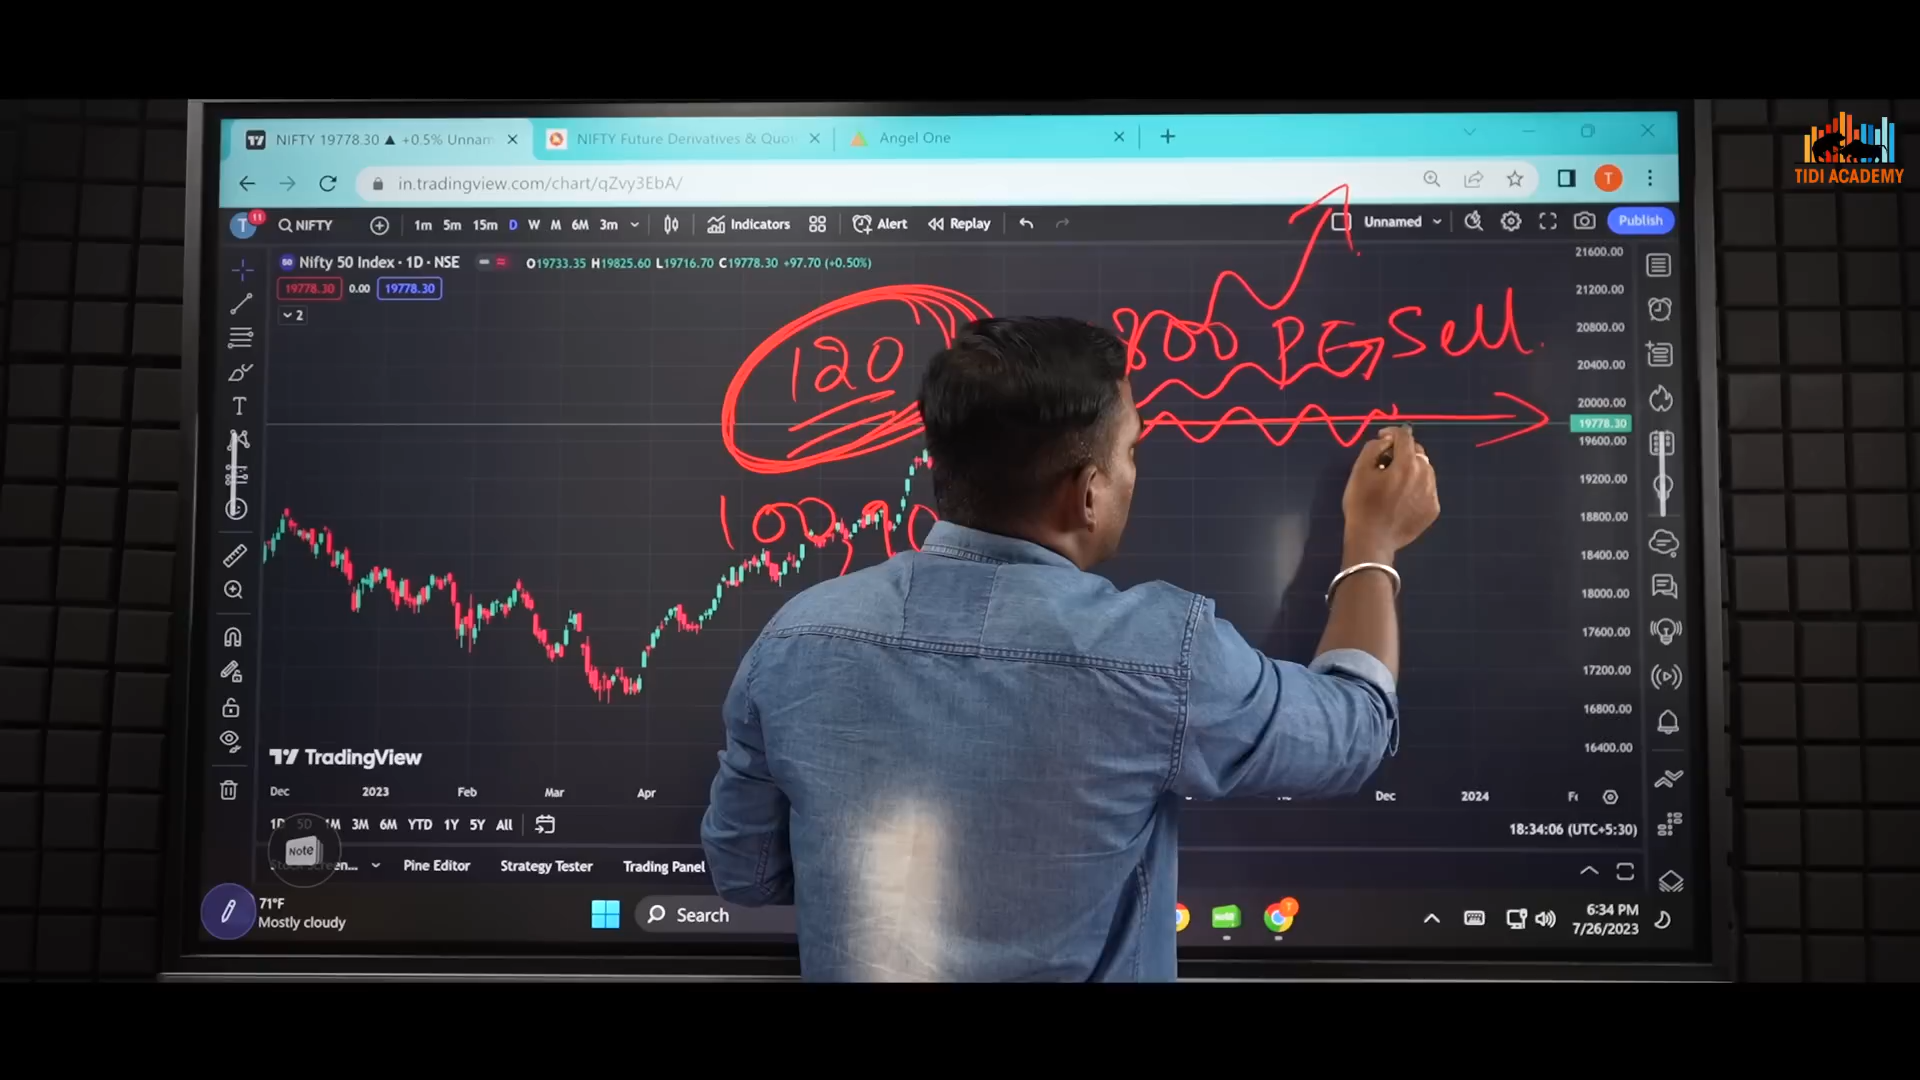 NIFTY 19778.30 ▲ +0.5% Unnam
NIFTY Future Derivatives & Quo
Angel One
in.tradingview.com/chart/qZvy3EbA/
TIDI ACADEMY
T 11 NIFTY 1m 5m 15m D W M 6M 3m Indicators Alert Replay Unnamed Publish
Nifty 50 Index · 1D · NSE O19733.35 H19825.60 L19716.70 C19778.30 +97.70 (+0.50%)
19778.30 0.00 19778.30
2
21600.00
21200.00
20800.00
20400.00
20000.00
19778.30
19600.00
19200.00
18800.00
18400.00
18000.00
17600.00
17200.00
16800.00
16400.00
120
800 PE Sell.
100, 90
TradingView
Dec 2023 Feb Mar Apr Dec 2024
1D 5D 1M 3M 6M YTD 1Y 5Y All
18:34:06 (UTC+5:30)
Note
Pine Editor Strategy Tester Trading Panel
71°F
Mostly cloudy
Search
6:34 PM
7/26/2023